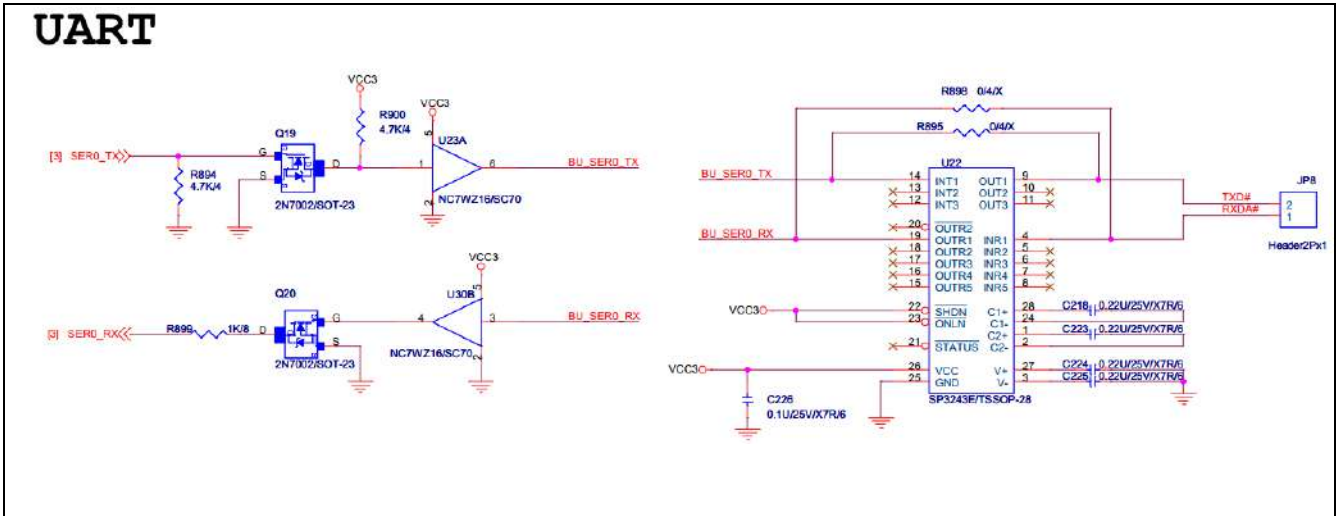 UART
VCC3
R900
4.7K/4
VCC3
Q19
U23A
[3] SER0_TX
G
D
1
5
6
BU_SER0_TX
S
R894
4.7K/4
2N7002/SOT-23
2
NC7WZ16/SC70
VCC3
Q20
U30B
5
G
4
3
BU_SER0_RX
SER0_RX
R899
1K/8
D
S
NC7WZ16/SC70
2
2N7002/SOT-23
R898 0/4/X
R895 0/4/X
U22
BU_SER0_TX
14 INT1 OUT1 9
13 INT2 OUT2 10
12 INT3 OUT3 11
JP8
TXD# 2
RXDA# 1
Header2Px1
20 OUTR2
BU_SER0_RX 19 OUTR1 INR1 4
18 OUTR2 INR2 5
17 OUTR3 INR3 6
16 OUTR4 INR4 7
15 OUTR5 INR5 8
VCC3 22 SHDN C1+ 28 C218 0.22U/25V/X7R/6
23 ONLN C1- 24
C2+ 1 C223 0.22U/25V/X7R/6
21 STATUS C2- 2
VCC3 26 VCC V+ 27 C224 0.22U/25V/X7R/6
25 GND V- 3 C225 0.22U/25V/X7R/6
SP3243E/TSSOP-28
C226
0.1U/25V/X7R/6